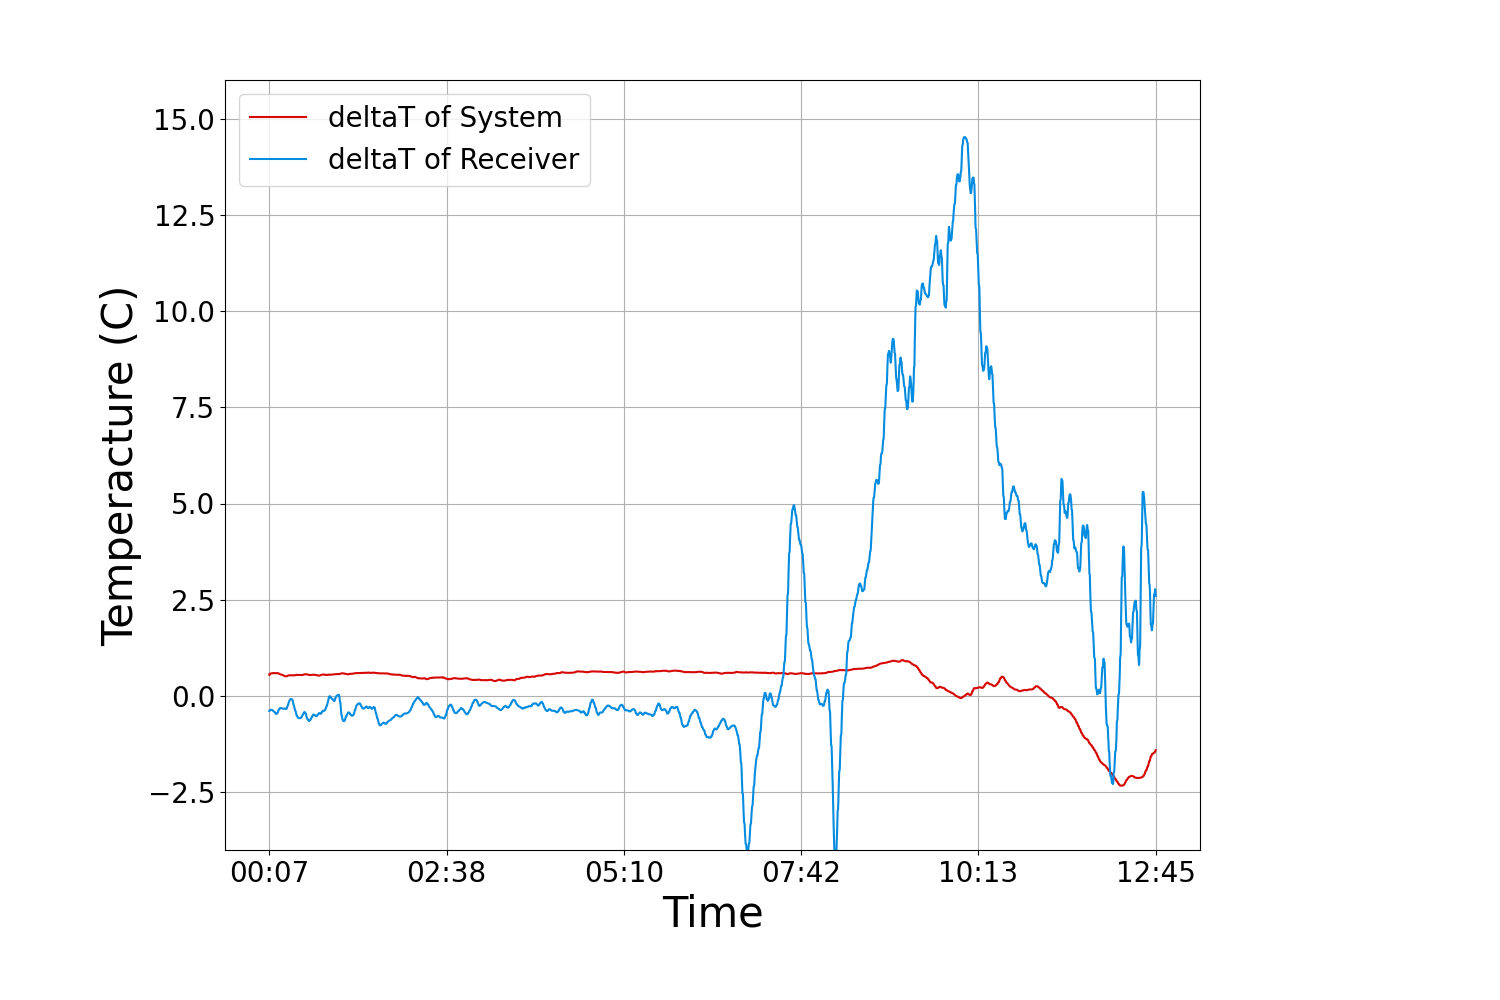 deltaT of System
deltaT of Receiver
15.0
12.5
10.0
7.5
5.0
2.5
0.0
−2.5
Temperacture (C)
00:07 02:38 05:10 07:42 10:13 12:45
Time